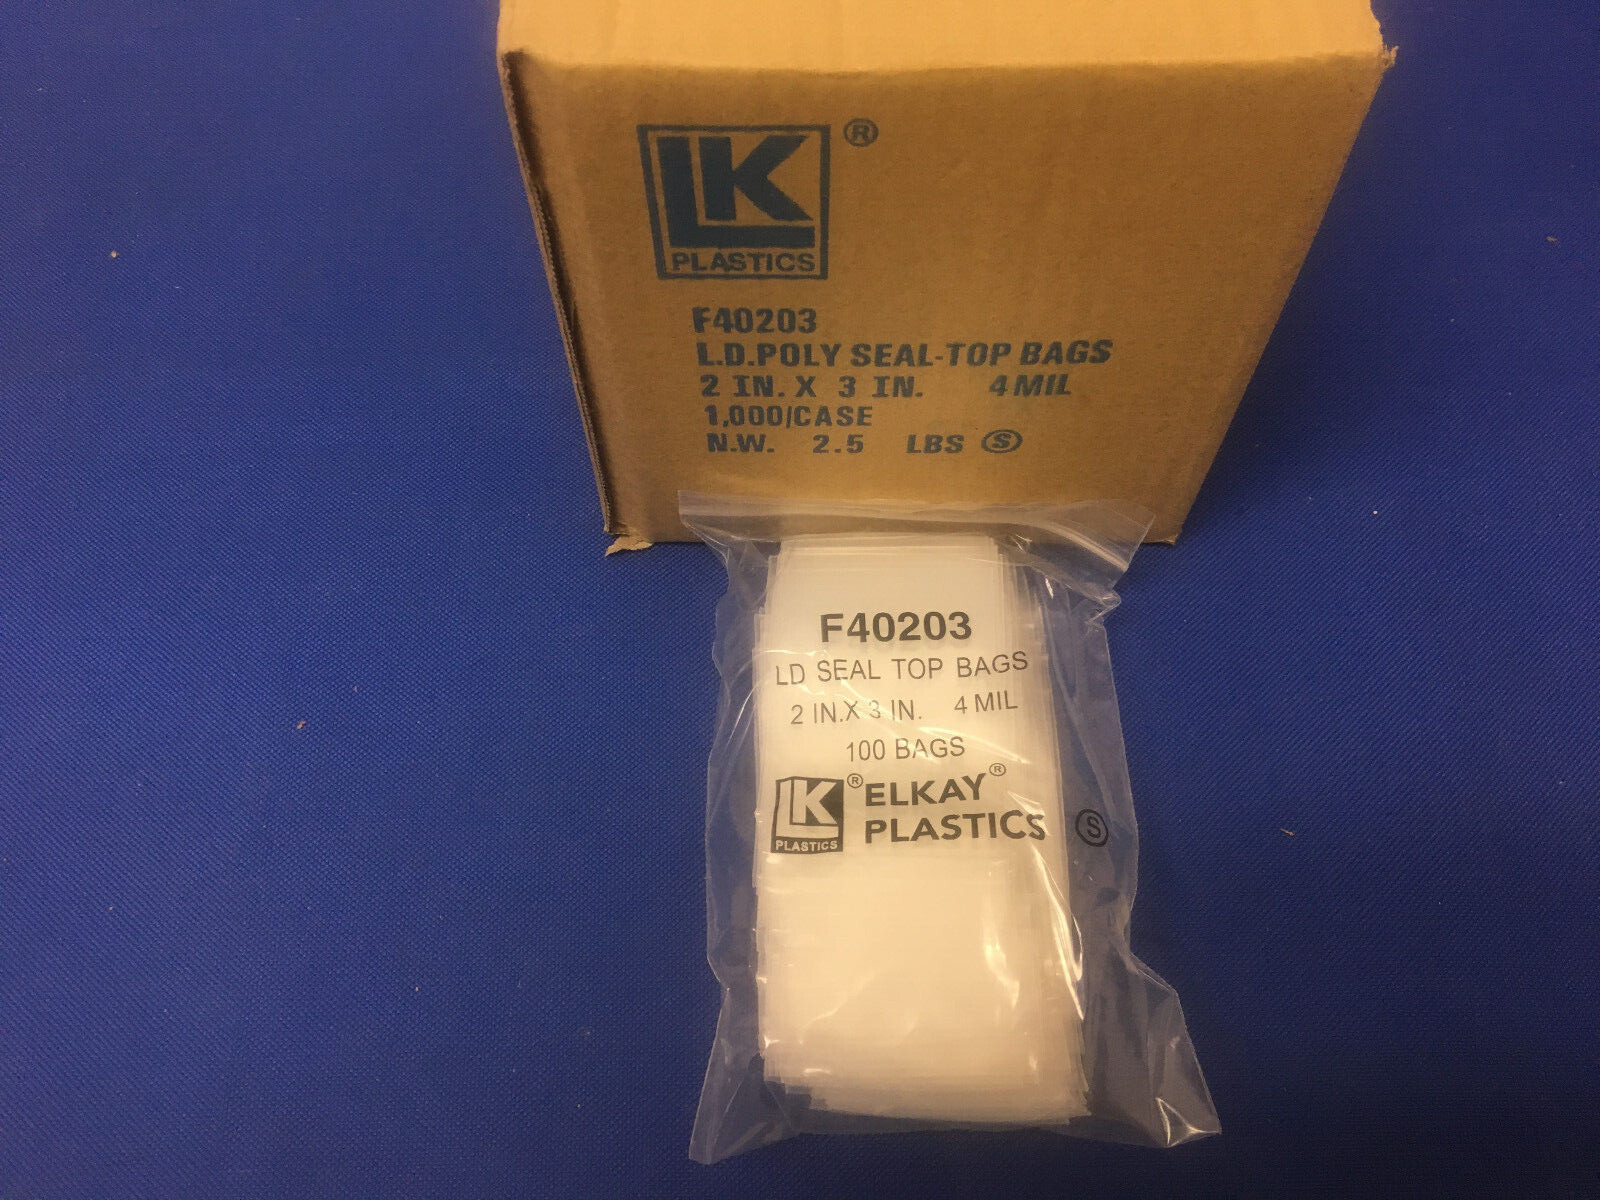 LK ®
PLASTICS
F40203
L.D.POLY SEAL-TOP BAGS
2 IN. X 3 IN. 4 MIL
1,000/CASE
N.W. 2.5 LBS Ⓢ
F40203
LD SEAL TOP BAGS
2 IN.X 3 IN. 4 MIL
100 BAGS
LK ® ELKAY ®
PLASTICS PLASTICS Ⓢ